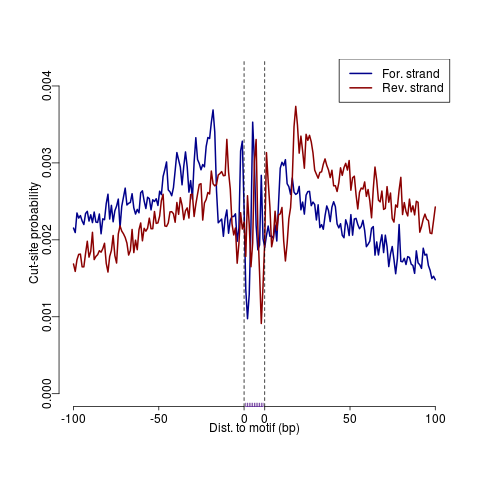 For. strand
Rev. strand
Cut-site probability
0.004
0.003
0.002
0.001
0.000
-100 -50 0 0 50 100
Dist. to motif (bp)